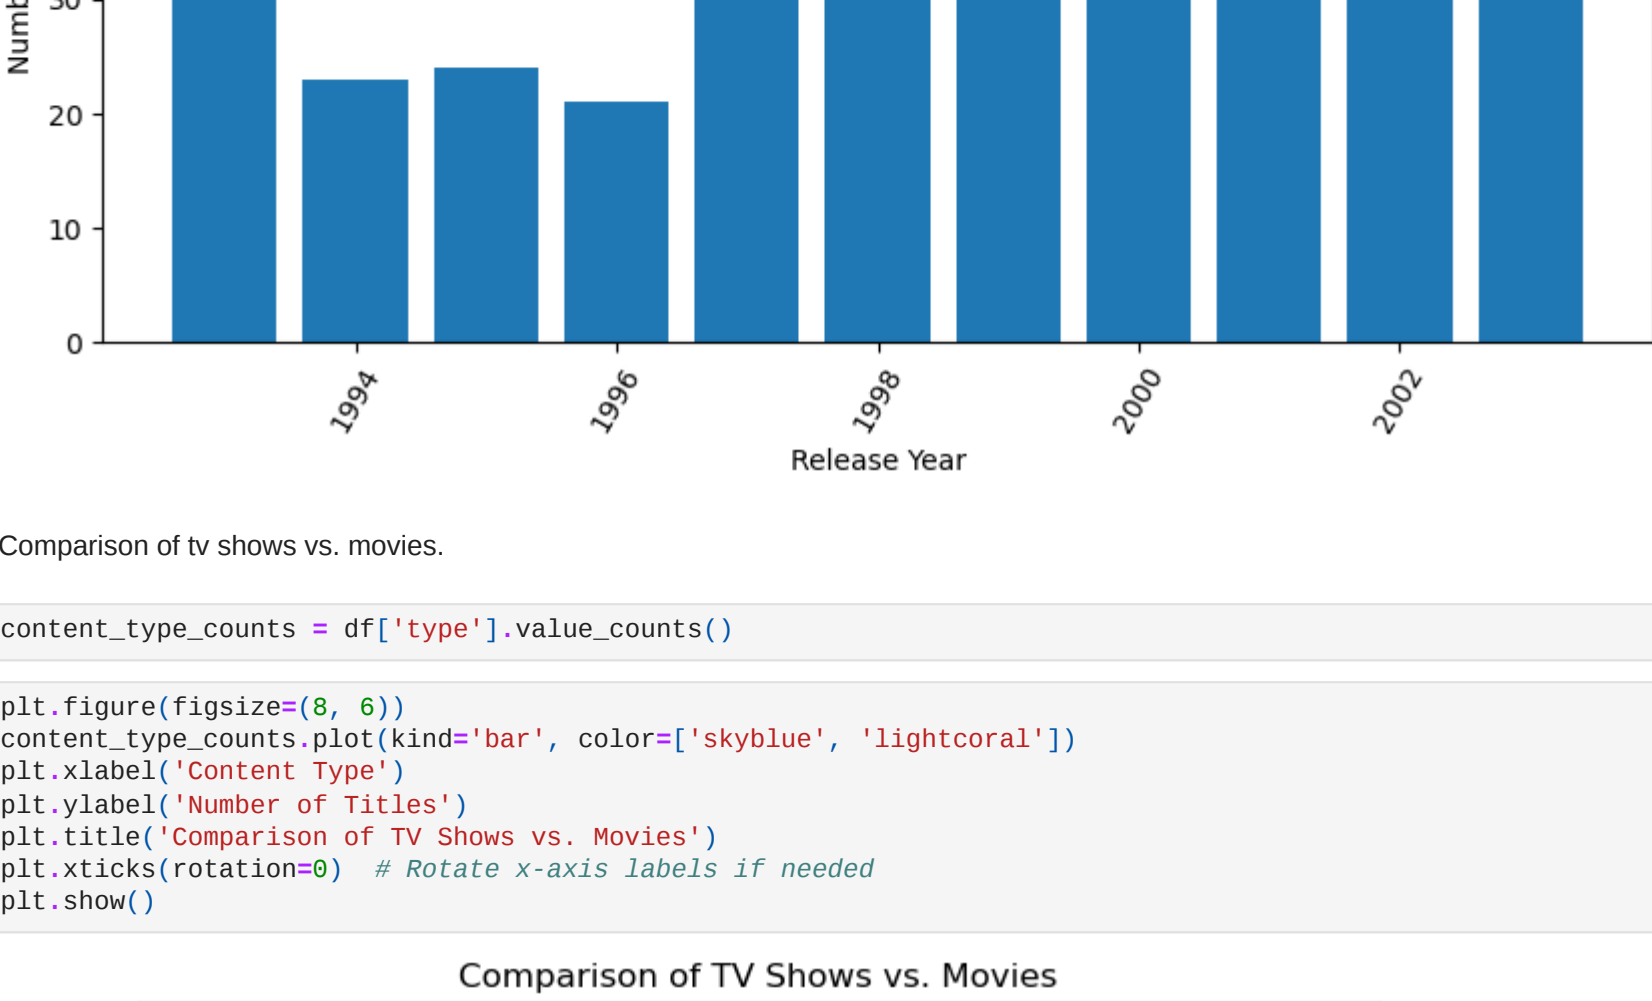 Numb
30
20
10
0
1994
1996
1998
2000
2002
Release Year
Comparison of tv shows vs. movies.
content_type_counts = df['type'].value_counts()
plt.figure(figsize=(8, 6))
content_type_counts.plot(kind='bar', color=['skyblue', 'lightcoral'])
plt.xlabel('Content Type')
plt.ylabel('Number of Titles')
plt.title('Comparison of TV Shows vs. Movies')
plt.xticks(rotation=0)  # Rotate x-axis labels if needed
plt.show()
Comparison of TV Shows vs. Movies